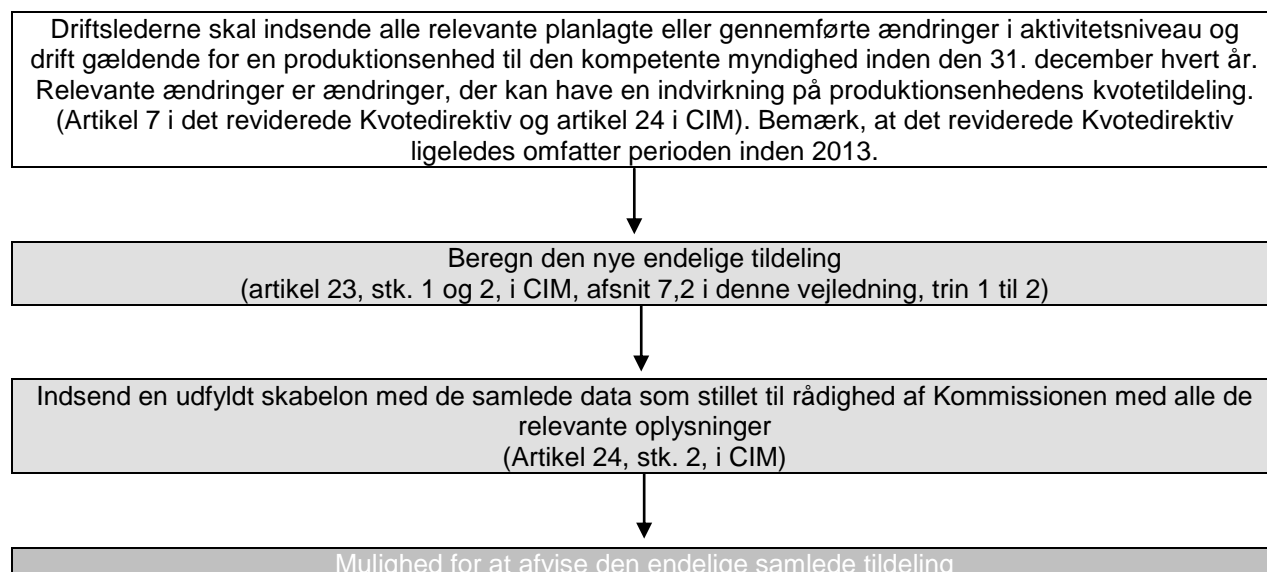 Driftslederne skal indsende alle relevante planlagte eller gennemførte ændringer i aktivitetsniveau og
drift gældende for en produktionsenhed til den kompetente myndighed inden den 31. december hvert år.
Relevante ændringer er ændringer, der kan have en indvirkning på produktionsenhedens kvotetildeling.
(Artikel 7 i det reviderede Kvotedirektiv og artikel 24 i CIM). Bemærk, at det reviderede Kvotedirektiv
ligeledes omfatter perioden inden 2013.
Beregn den nye endelige tildeling
(artikel 23, stk. 1 og 2, i CIM, afsnit 7,2 i denne vejledning, trin 1 til 2)
Indsend en udfyldt skabelon med de samlede data som stillet til rådighed af Kommissionen med alle de
relevante oplysninger
(Artikel 24, stk. 2, i CIM)
Mulighed for at afvise den endelige samlede tildeling